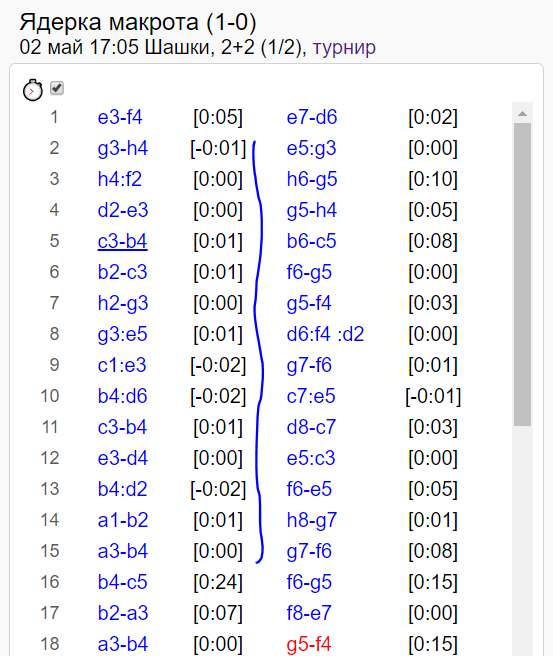 Ядерка макрота (1-0)
02 май 17:05 Шашки, 2+2 (1/2), турнир
1 e3-f4 [0:05] e7-d6 [0:02]
2 g3-h4 [-0:01] e5:g3 [0:00]
3 h4:f2 [0:00] h6-g5 [0:10]
4 d2-e3 [0:00] g5-h4 [0:05]
5 c3-b4 [0:01] b6-c5 [0:08]
6 b2-c3 [0:01] f6-g5 [0:00]
7 h2-g3 [0:00] g5-f4 [0:03]
8 g3:e5 [0:01] d6:f4 :d2 [0:00]
9 c1:e3 [-0:02] g7-f6 [0:01]
10 b4:d6 [-0:02] c7:e5 [-0:01]
11 c3-b4 [0:01] d8-c7 [0:03]
12 e3-d4 [0:00] e5:c3 [0:00]
13 b4:d2 [-0:02] f6-e5 [0:05]
14 a1-b2 [0:01] h8-g7 [0:01]
15 a3-b4 [0:00] g7-f6 [0:08]
16 b4-c5 [0:24] f6-g5 [0:15]
17 b2-a3 [0:07] f8-e7 [0:00]
18 a3-b4 [0:00] g5-f4 [0:15]